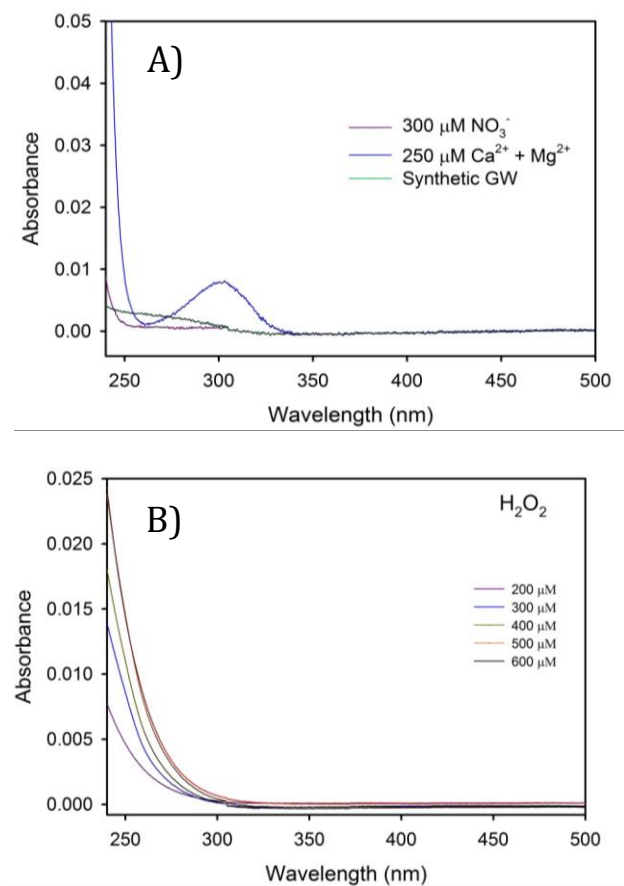 A)
0.05
0.04
0.03
0.02
0.01
0.00
Absorbance
300 μM NO₃⁻
250 μM Ca²⁺ + Mg²⁺
Synthetic GW
250 300 350 400 450 500
Wavelength (nm)
B)
H₂O₂
0.025
0.020
0.015
0.010
0.005
0.000
Absorbance
200 μM
300 μM
400 μM
500 μM
600 μM
250 300 350 400 450 500
Wavelength (nm)